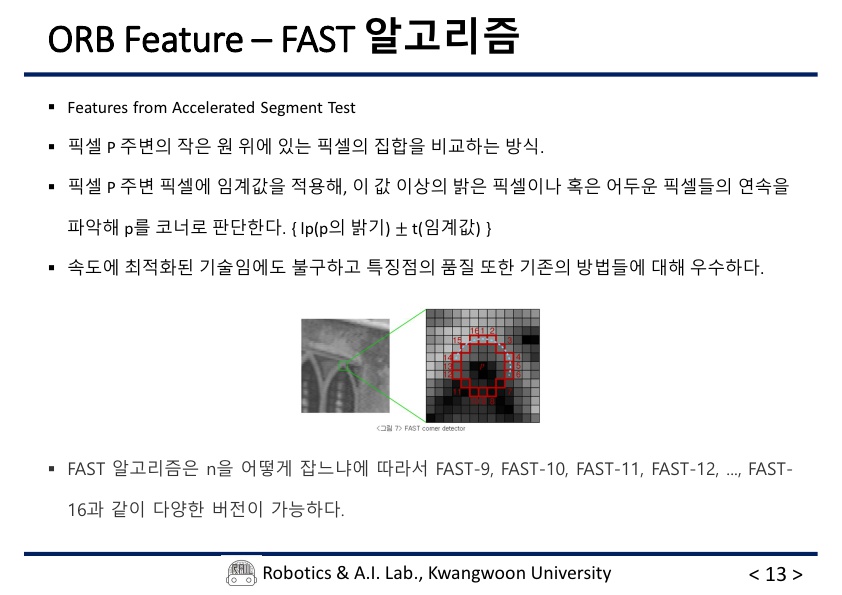 ORB Feature – FAST 알고리즘
▪ Features from Accelerated Segment Test
▪ 픽셀 P 주변의 작은 원 위에 있는 픽셀의 집합을 비교하는 방식.
▪ 픽셀 P 주변 픽셀에 임계값을 적용해, 이 값 이상의 밝은 픽셀이나 혹은 어두운 픽셀들의 연속을
파악해 p를 코너로 판단한다. { Ip(p의 밝기) ± t(임계값) }
▪ 속도에 최적화된 기술임에도 불구하고 특징점의 품질 또한 기존의 방법들에 대해 우수하다.
16 1 2
15 3
P
11
<그림 7> FAST corner detector
▪ FAST 알고리즘은 n을 어떻게 잡느냐에 따라서 FAST-9, FAST-10, FAST-11, FAST-12, ..., FAST-
16과 같이 다양한 버전이 가능하다.
RAIL Robotics & A.I. Lab., Kwangwoon University
< 13 >